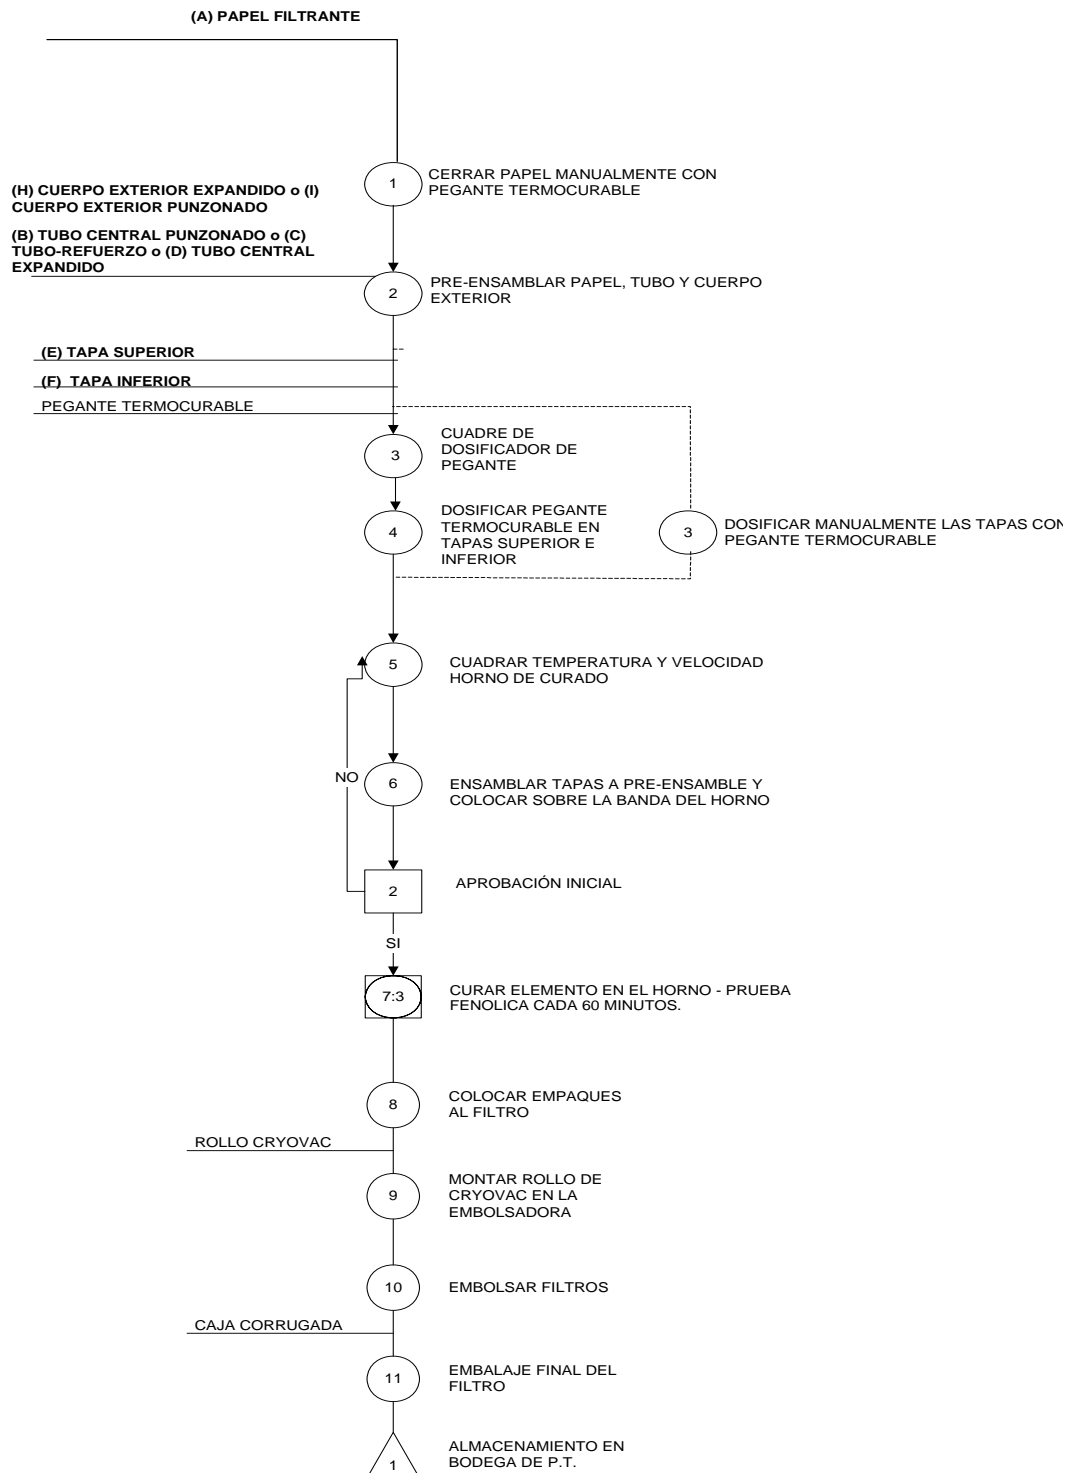 (A) PAPEL FILTRANTE
1
CERRAR PAPEL MANUALMENTE CON
PEGANTE TERMOCURABLE
(H) CUERPO EXTERIOR EXPANDIDO o (I)
CUERPO EXTERIOR PUNZONADO
(B) TUBO CENTRAL PUNZONADO o (C)
TUBO-REFUERZO o (D) TUBO CENTRAL
EXPANDIDO
2
PRE-ENSAMBLAR PAPEL, TUBO Y CUERPO
EXTERIOR
(E) TAPA SUPERIOR
(F) TAPA INFERIOR
PEGANTE TERMOCURABLE
3
CUADRE DE
DOSIFICADOR DE
PEGANTE
4
DOSIFICAR PEGANTE
TERMOCURABLE EN
TAPAS SUPERIOR E
INFERIOR
3
DOSIFICAR MANUALMENTE LAS TAPAS CON
PEGANTE TERMOCURABLE
5
CUADRAR TEMPERATURA Y VELOCIDAD
HORNO DE CURADO
NO
6
ENSAMBLAR TAPAS A PRE-ENSAMBLE Y
COLOCAR SOBRE LA BANDA DEL HORNO
2
APROBACIÓN INICIAL
SI
7:3
CURAR ELEMENTO EN EL HORNO - PRUEBA
FENOLICA CADA 60 MINUTOS.
8
COLOCAR EMPAQUES
AL FILTRO
ROLLO CRYOVAC
9
MONTAR ROLLO DE
CRYOVAC EN LA
EMBOLSADORA
10
EMBOLSAR FILTROS
CAJA CORRUGADA
11
EMBALAJE FINAL DEL
FILTRO
1
ALMACENAMIENTO EN
BODEGA DE P.T.